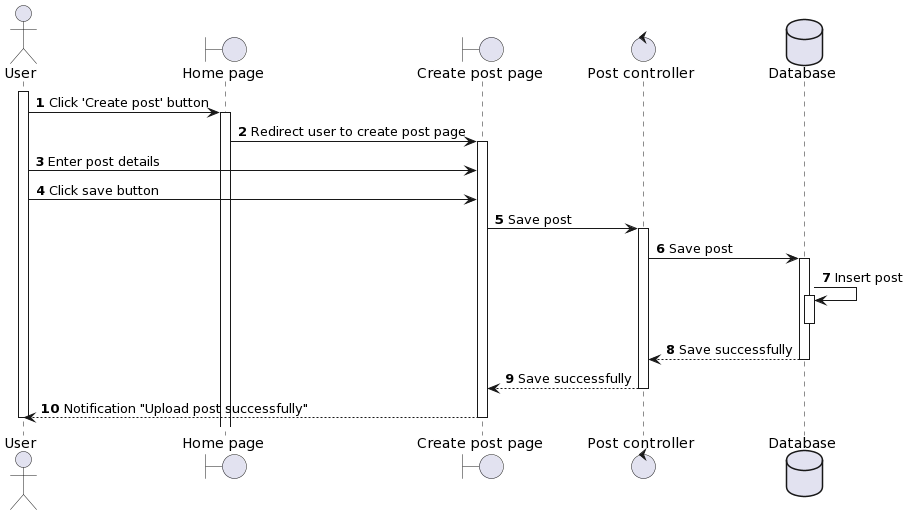 User
Home page
Create post page
Post controller
Database
1 Click 'Create post' button
2 Redirect user to create post page
3 Enter post details
4 Click save button
5 Save post
6 Save post
7 Insert post
8 Save successfully
9 Save successfully
10 Notification "Upload post successfully"
User
Home page
Create post page
Post controller
Database